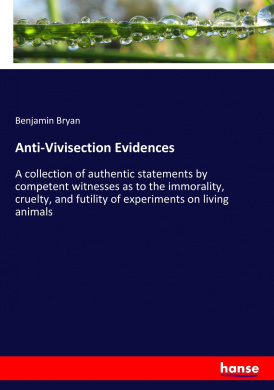 Benjamin Bryan
Anti-Vivisection Evidences
A collection of authentic statements by
competent witnesses as to the immorality,
cruelty, and futility of experiments on living
animals
hanse